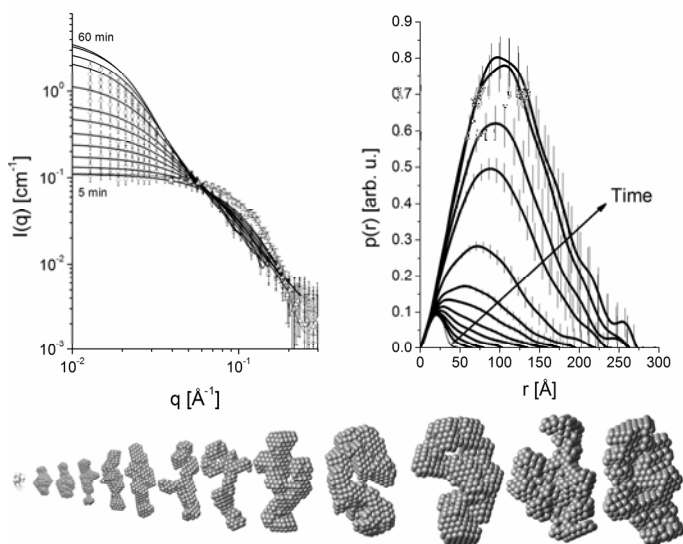 60 min
5 min
10⁰
10⁻¹
10⁻²
10⁻³
I(q) [cm⁻¹]
10⁻²
10⁻¹
q [Å⁻¹]
0.9
0.8
0.7
0.6
0.5
0.4
0.3
0.2
0.1
0.0
p(r) [arb. u.]
Time
0 50 100 150 200 250 300
r [Å]